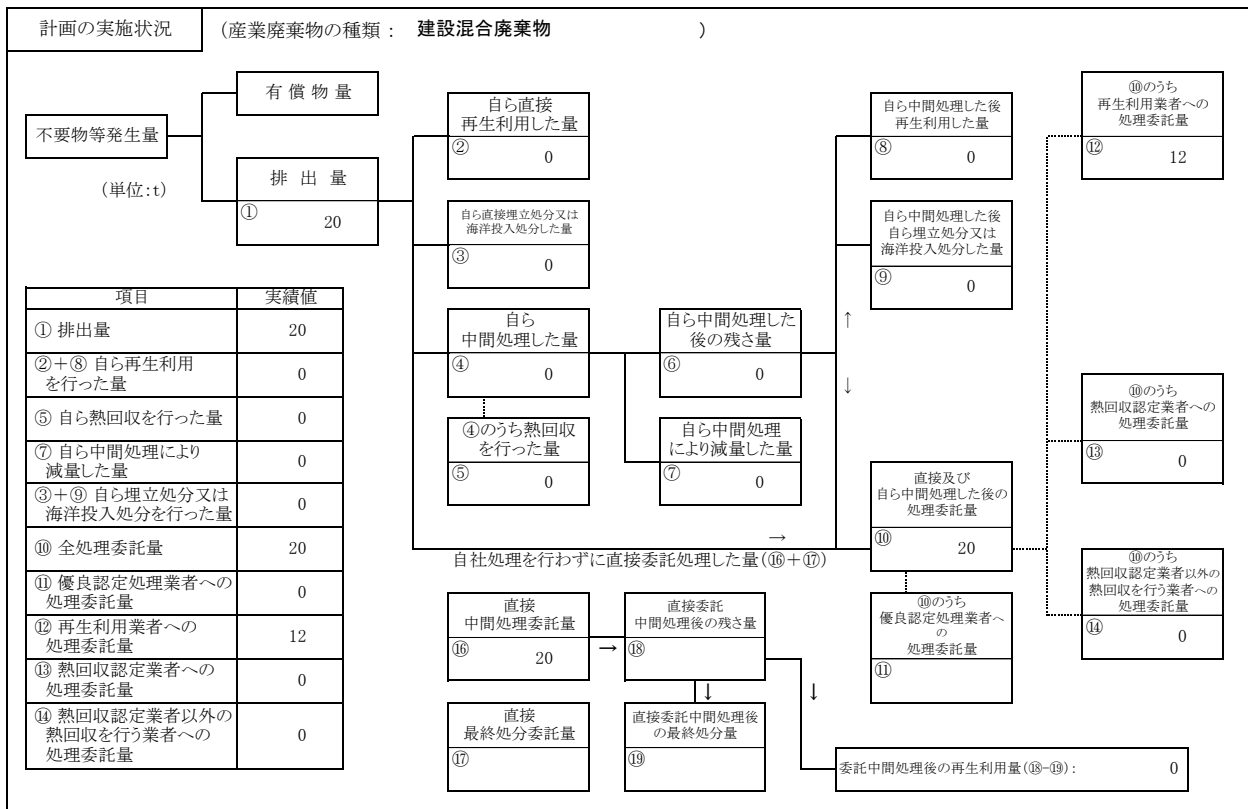 計画の実施状況
(産業廃棄物の種類： 建設混合廃棄物 )
有償物量
不要物等発生量
(単位:t)
排出量
① 20
自ら直接
再生利用した量
② 0
自ら直接埋立処分又は
海洋投入処分した量
③ 0
自ら
中間処理した量
④ 0
④のうち熱回収
を行った量
⑤ 0
自ら中間処理した
後の残さ量
⑥ 0
自ら中間処理
により減量した量
⑦ 0
自ら中間処理した後
再生利用した量
⑧ 0
自ら中間処理した後
自ら埋立処分又は
海洋投入処分した量
⑨ 0
↑
↓
直接及び
自ら中間処理した後の
処理委託量
⑩ 20
⑩のうち
優良認定処理業者へ
の
処理委託量
⑪
⑩のうち
再生利用業者への
処理委託量
⑫ 12
⑩のうち
熱回収認定業者への
処理委託量
⑬ 0
⑩のうち
熱回収認定業者以外の
熱回収を行う業者への
処理委託量
⑭ 0
→
自社処理を行わずに直接委託処理した量(⑯+⑰)
直接
中間処理委託量
⑯ 20
→
直接委託
中間処理後の残さ量
⑱
↓
↓
直接
最終処分委託量
⑰
直接委託中間処理後
の最終処分量
⑲
委託中間処理後の再生利用量(⑱-⑲)： 0
項目 実績値
① 排出量 20
②+⑧ 自ら再生利用
を行った量 0
⑤ 自ら熱回収を行った量 0
⑦ 自ら中間処理により
減量した量 0
③+⑨ 自ら埋立処分又は
海洋投入処分を行った量 0
⑩ 全処理委託量 20
⑪ 優良認定処理業者への
処理委託量 0
⑫ 再生利用業者への
処理委託量 12
⑬ 熱回収認定業者への
処理委託量 0
⑭ 熱回収認定業者以外の
熱回収を行う業者への
処理委託量 0